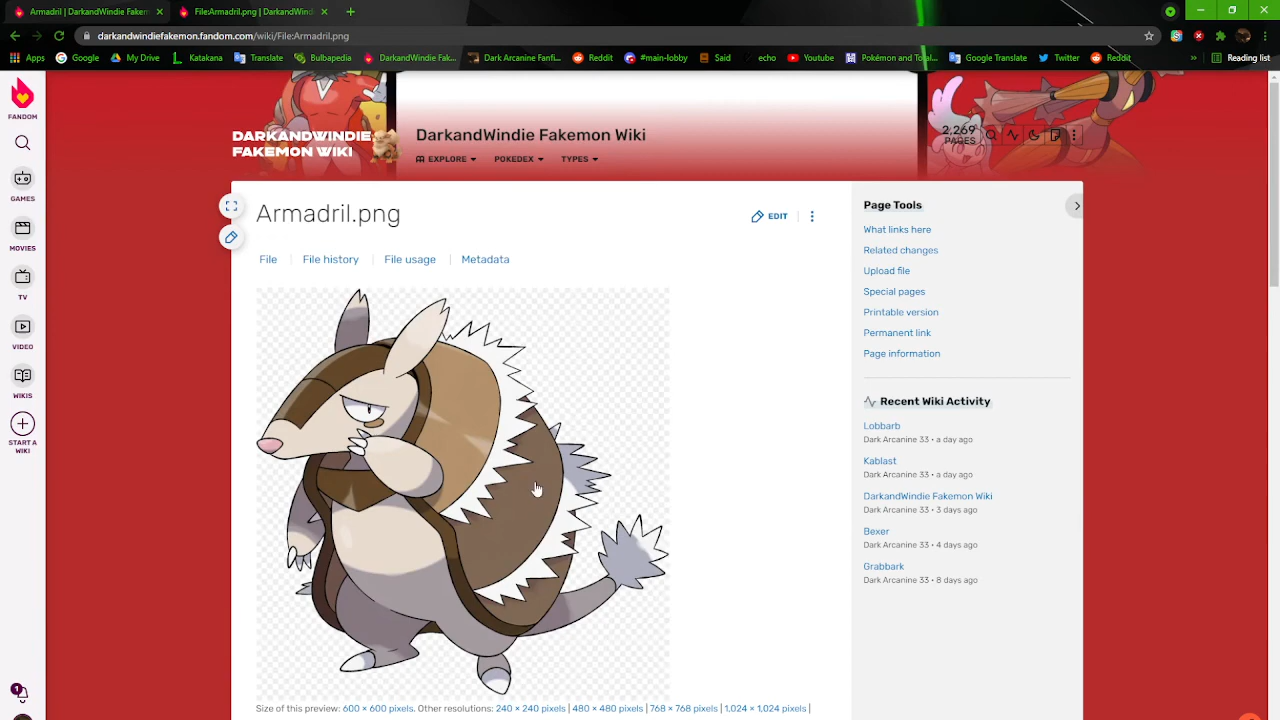 Armadril | DarkandWindie Fakemon
File:Armadril.png | DarkandWindie
darkandwindiefakemon.fandom.com/wiki/File:Armadril.png
Apps Google My Drive Katakana Translate Bulbapedia DarkandWindie Fak... Dark Arcanine Fanfi... Reddit #main-lobby Said echo YouTube Pokémon and Total... Google Translate Twitter Reddit » Reading list
FANDOM
GAMES
MOVIES
TV
VIDEO
WIKIS
START A
WIKI
1
DARKANDWINDIE
FAKEMON WIKI
DarkandWindie Fakemon Wiki
EXPLORE POKEDEX TYPES
2,269
PAGES
Armadril.png
EDIT
File File history File usage Metadata
Size of this preview: 600 × 600 pixels. Other resolutions: 240 × 240 pixels | 480 × 480 pixels | 768 × 768 pixels | 1,024 × 1,024 pixels |
Page Tools
What links here
Related changes
Upload file
Special pages
Printable version
Permanent link
Page information
Recent Wiki Activity
Lobbarb
Dark Arcanine 33 • a day ago
Kablast
Dark Arcanine 33 • a day ago
DarkandWindie Fakemon Wiki
Dark Arcanine 33 • 3 days ago
Bexer
Dark Arcanine 33 • 4 days ago
Grabbark
Dark Arcanine 33 • 8 days ago